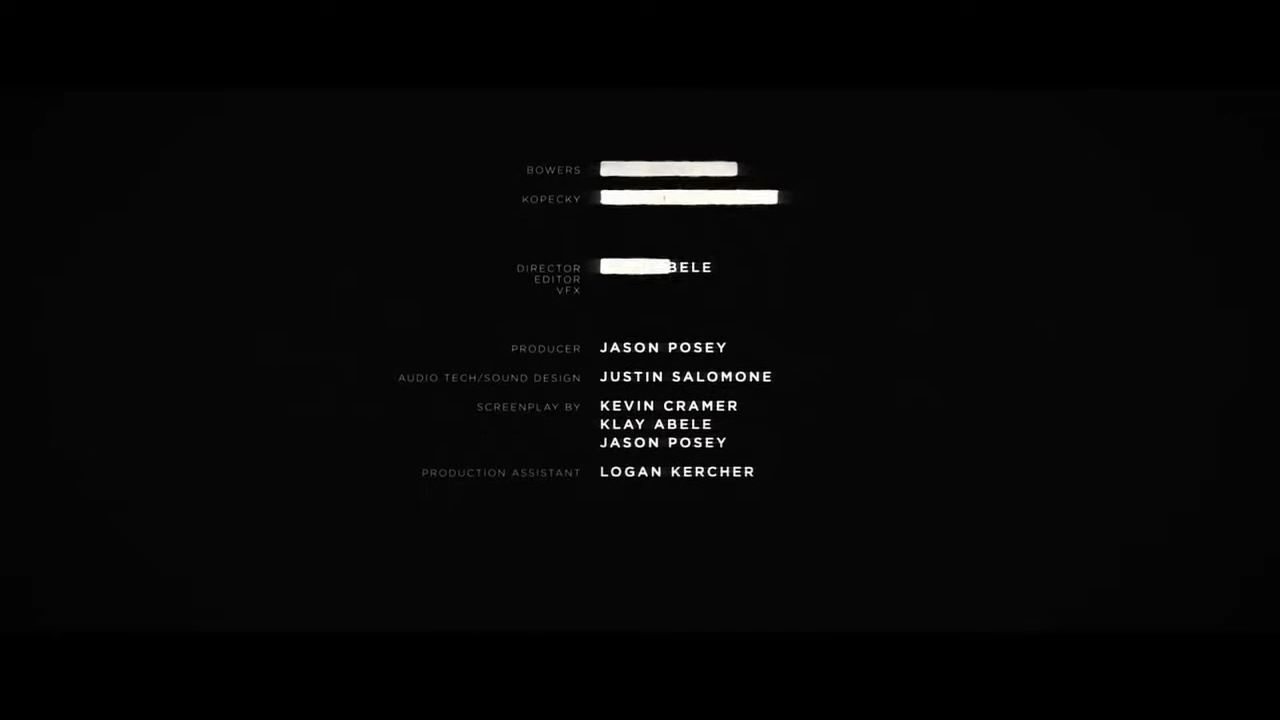 BOWERS
KOPECKY
DIRECTOR BELE
EDITOR
VFX
PRODUCER JASON POSEY
AUDIO TECH/SOUND DESIGN JUSTIN SALOMONE
SCREENPLAY BY KEVIN CRAMER
KLAY ABELE
JASON POSEY
PRODUCTION ASSISTANT LOGAN KERCHER